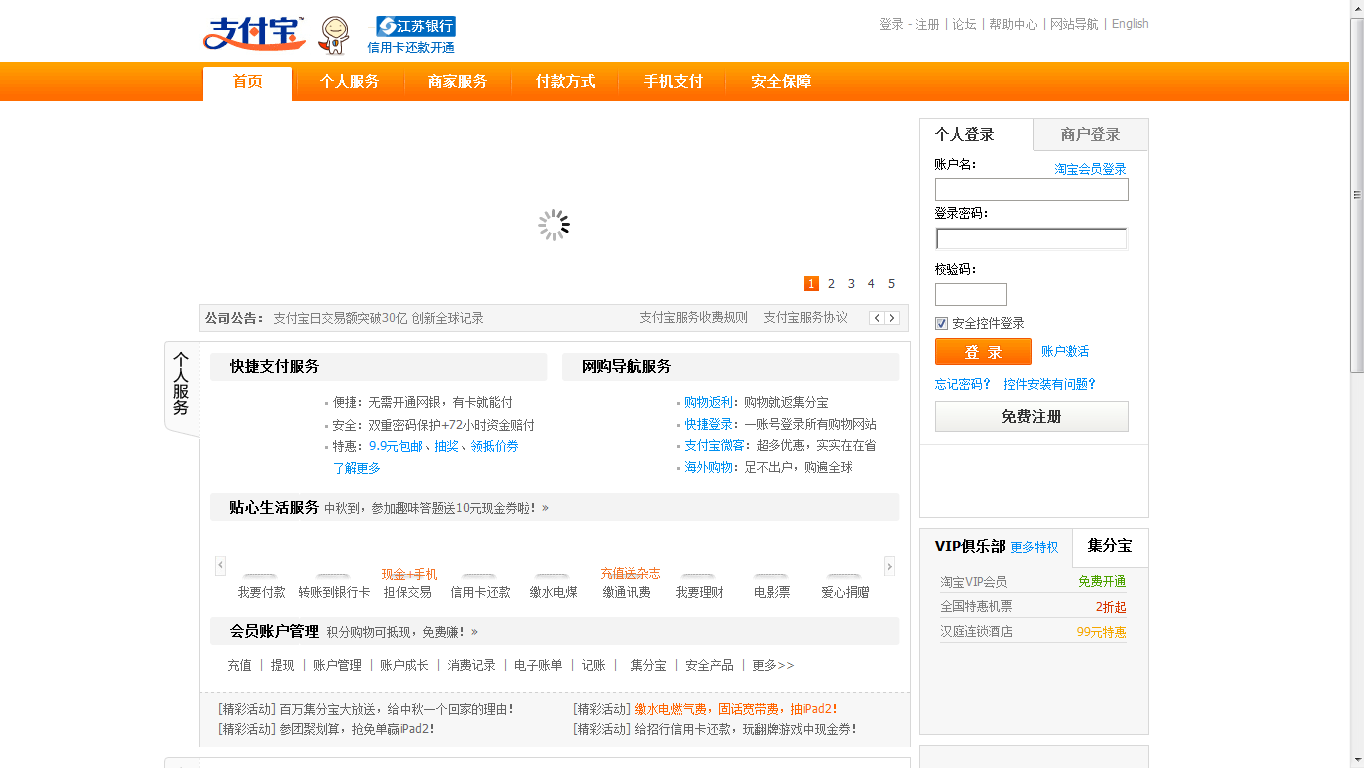 支付宝™
江苏银行
信用卡还款开通
登录 - 注册 | 论坛 | 帮助中心 | 网站导航 | English
首页 个人服务 商家服务 付款方式 手机支付 安全保障
个人登录 商户登录
账户名：
淘宝会员登录
登录密码：
校验码：
安全控件登录
登 录 账户激活
忘记密码？ 控件安装有问题？
免费注册
1 2 3 4 5
公司公告： 支付宝日交易额突破30亿 创新全球记录 支付宝服务收费规则 支付宝服务协议 < >
个人服务
快捷支付服务
便捷：无需开通网银，有卡就能付
安全：双重密码保护+72小时资金赔付
特惠：9.9元包邮、抽奖、领抵价券
了解更多
网购导航服务
购物返利：购物就返集分宝
快捷登录：一账号登录所有购物网站
支付宝微客：超多优惠，实实在在省
海外购物：足不出户，购遍全球
贴心生活服务 中秋到，参加趣味答题送10元现金券啦！»
现金+手机 充值送杂志
我要付款 转账到银行卡 担保交易 信用卡还款 缴水电煤 缴通讯费 我要理财 电影票 爱心捐赠
会员账户管理 积分购物可抵现，免费赚！»
充值 | 提现 | 账户管理 | 账户成长 | 消费记录 | 电子账单 | 记账 | 集分宝 | 安全产品 | 更多>>
[精彩活动] 百万集分宝大放送，给中秋一个回家的理由！
[精彩活动] 缴水电燃气费，固话宽带费，抽iPad2！
[精彩活动] 参团聚划算，抢免单赢iPad2！
[精彩活动] 给招行信用卡还款，玩翻牌游戏中现金券！
VIP俱乐部 更多特权 集分宝
淘宝VIP会员 免费开通
全国特惠机票 2折起
汉庭连锁酒店 99元特惠